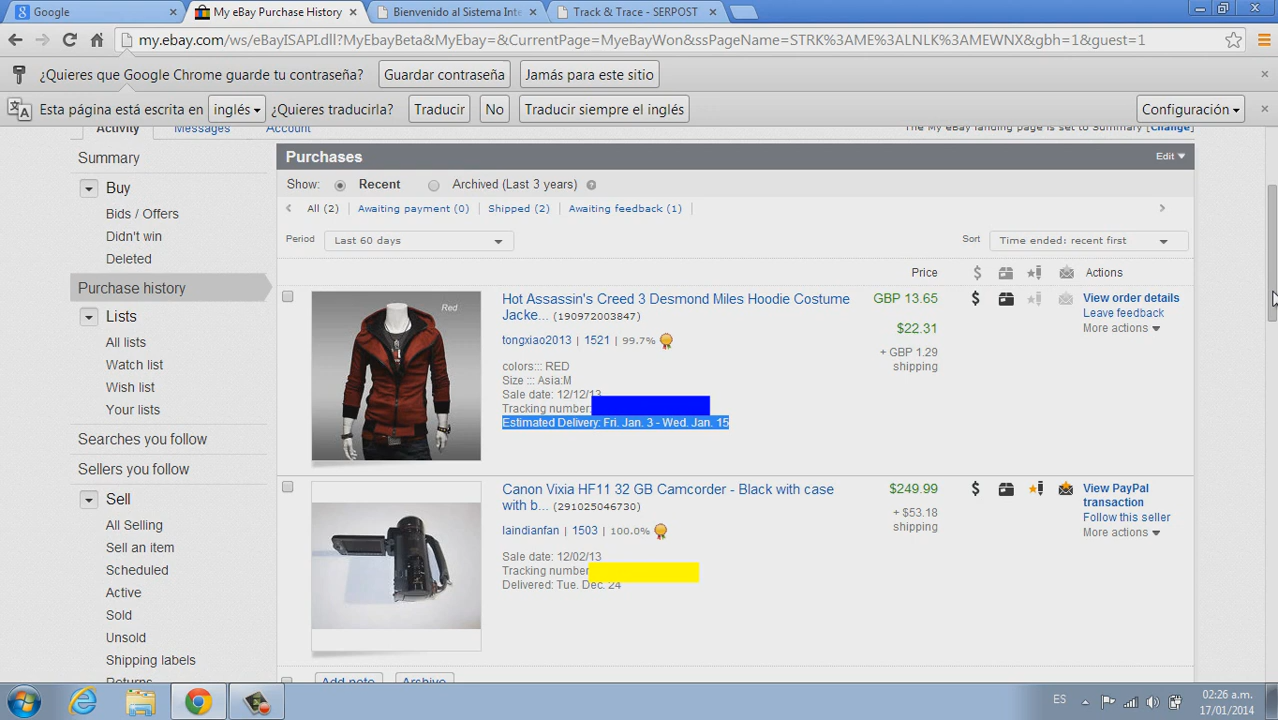 Google
My eBay Purchase History
Bienvenido al Sistema Inte
Track & Trace - SERPOST
my.ebay.com/ws/eBayISAPI.dll?MyEbayBeta&MyEbay=&CurrentPage=MyeBayWon&ssPageName=STRK%3AME%3ALNLK%3AMEWNX&gbh=1&guest=1
¿Quieres que Google Chrome guarde tu contraseña? Guardar contraseña Jamás para este sitio
Esta página está escrita en inglés ¿Quieres traducirla? Traducir No Traducir siempre el inglés Configuración
Activity Messages Account
The My eBay landing page is set to Summary [Change]
Summary
Buy
Bids / Offers
Didn't win
Deleted
Purchase history
Lists
All lists
Watch list
Wish list
Your lists
Searches you follow
Sellers you follow
Sell
All Selling
Sell an item
Scheduled
Active
Sold
Unsold
Shipping labels
Returns
Purchases Edit
Show: Recent Archived (Last 3 years)
All (2) Awaiting payment (0) Shipped (2) Awaiting feedback (1)
Period Last 60 days Sort Time ended: recent first
Price $ Actions
Red
Hot Assassin's Creed 3 Desmond Miles Hoodie Costume
Jacke... (190972003847)
tongxiao2013 | 1521 | 99.7%
colors::: RED
Size ::: Asia:M
Sale date: 12/12/13
Tracking number:
Estimated Delivery: Fri. Jan. 3 - Wed. Jan. 15
GBP 13.65
$22.31
+ GBP 1.29
shipping
$
View order details
Leave feedback
More actions
Canon Vixia HF11 32 GB Camcorder - Black with case
with b... (291025046730)
laindianfan | 1503 | 100.0%
Sale date: 12/02/13
Tracking number
Delivered: Tue. Dec. 24
$249.99
+ $53.18
shipping
$
View PayPal
transaction
Follow this seller
More actions
Add note Archive
ES
02:26 a.m.
17/01/2014